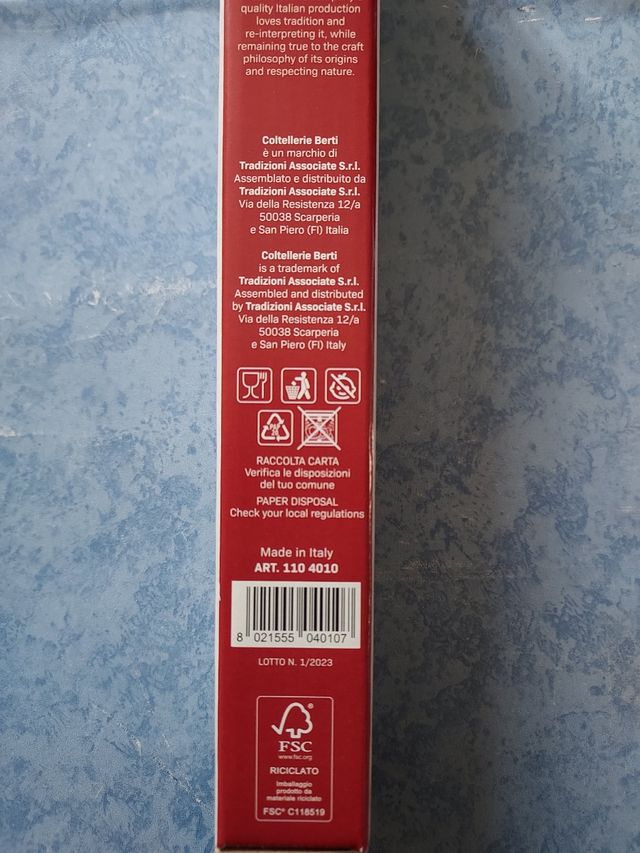 quality Italian production
loves tradition and
re-interpreting it, while
remaining true to the craft
philosophy of its origins
and respecting nature.
Coltellerie Berti
è un marchio di
Tradizioni Associate S.r.l.
Assemblato e distribuito da
Tradizioni Associate S.r.l.
Via della Resistenza 12/a
50038 Scarperia
e San Piero (FI) Italia
Coltellerie Berti
is a trademark of
Tradizioni Associate S.r.l.
Assembled and distributed
by Tradizioni Associate S.r.l.
Via della Resistenza 12/a
50038 Scarperia
e San Piero (FI) Italy
RACCOLTA CARTA
Verifica le disposizioni
del tuo comune
PAPER DISPOSAL
Check your local regulations
Made in Italy
ART. 110 4010
8 021555 040107
LOTTO N. 1/2023
®
FSC
www.fsc.org
RICICLATO
Imballaggio
prodotto da
materiale riciclato
FSC® C118519